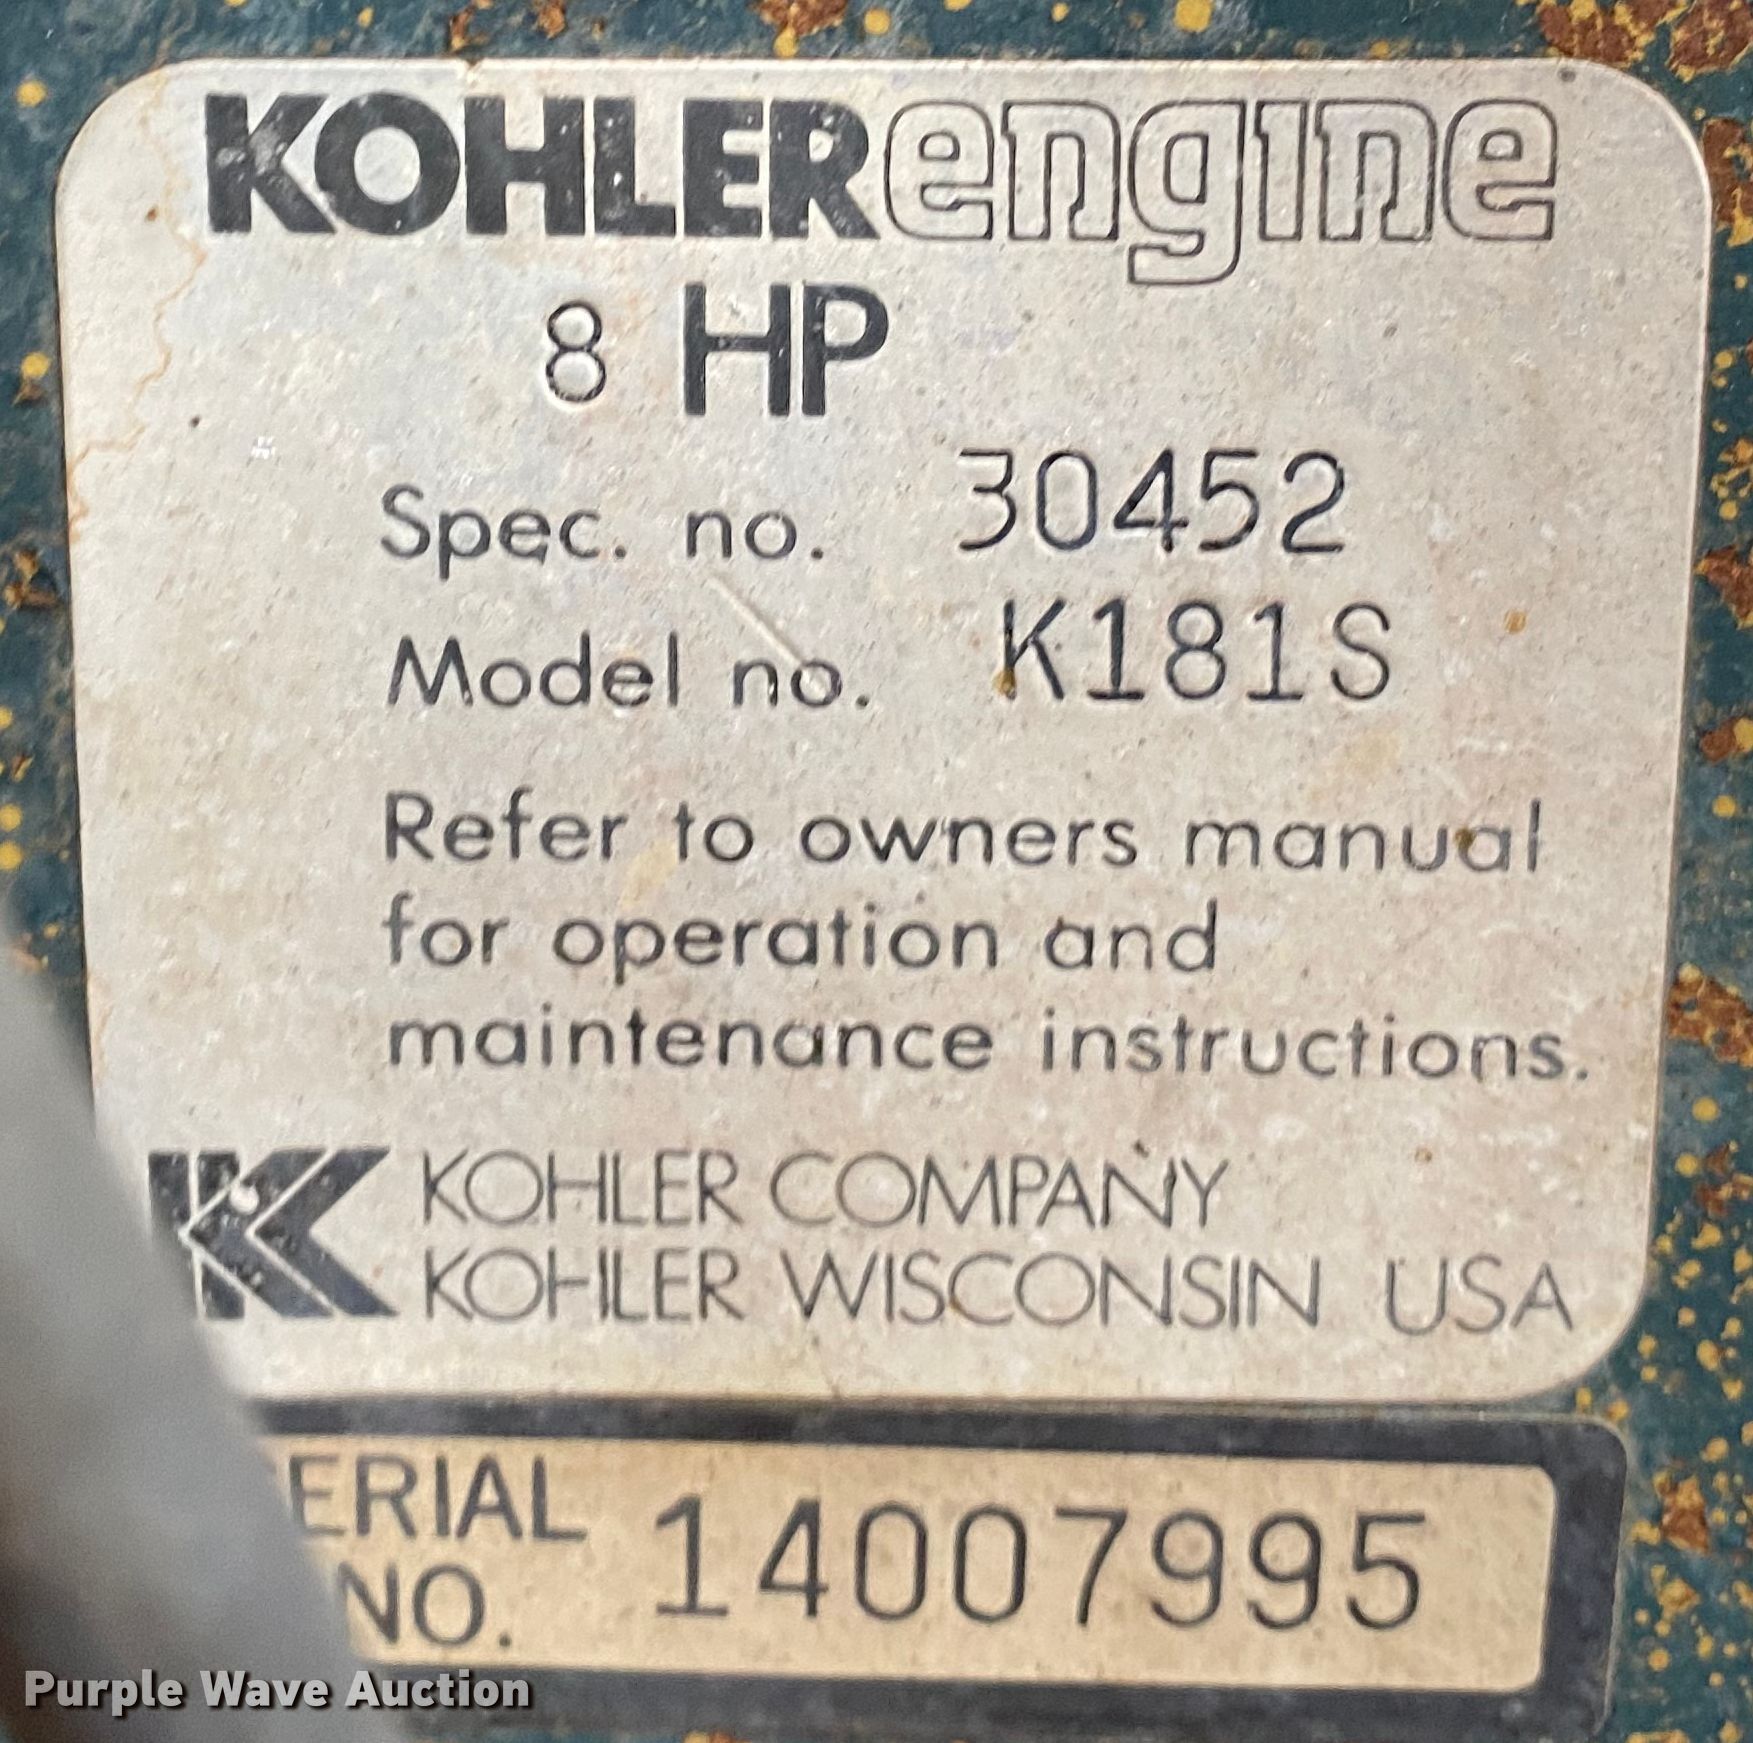 KOHLERengine
8 HP
Spec. no. 30452
Model no. K181S
Refer to owners manual
for operation and
maintenance instructions.
KOHLER COMPANY
KOHLER WISCONSIN USA
ERIAL
NO. 14007995
Purple Wave Auction